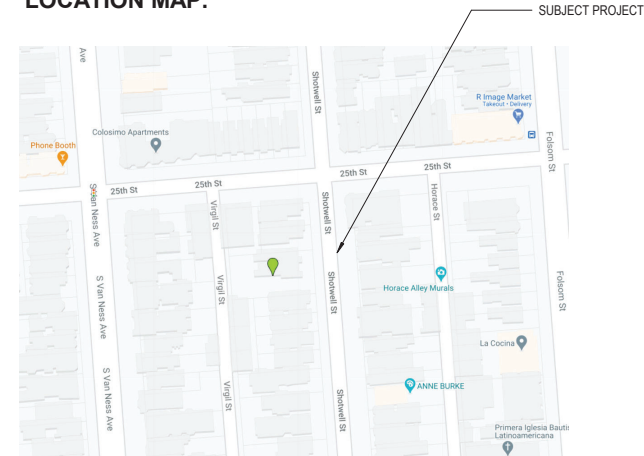 LOCATION MAP:
SUBJECT PROJECT
Ave
Shotwell St
R Image Market
Takeout • Delivery
Colosimo Apartments
Phone Booth
Folsom St
25th St
25th St
25th St
25th St
S Van Ness Ave
Virgil St
Shotwell St
Horace St
S Van Ness Ave
Virgil St
Shotwell St
Horace Alley Murals
Folsom St
La Cocina
S Van Ness Ave
Virgil St
Shotwell St
ANNE BURKE
Primera Iglesia Bautis
Latinoamericana